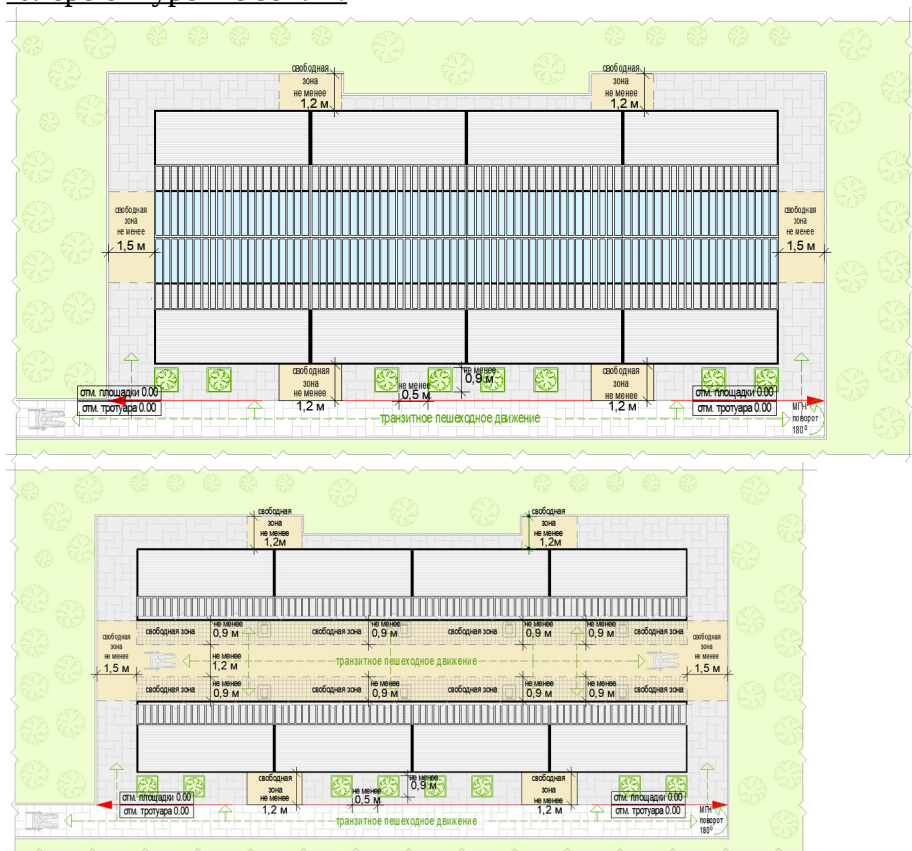 свободная
зона
не менее
1,2 м
свободная
зона
не менее
1,2 м
свободная
зона
не менее
1,5 м
свободная
зона
не менее
1,5 м
свободная
зона
не менее
1,2 м
не менее
0,9 м
не менее
0,5 м
свободная
зона
не менее
1,2 м
отм. площадки 0.00
отм. тротуара 0.00
отм. площадки 0.00
отм. тротуара 0.00
транзитное пешеходное движение
МГН
поворот
180⁰
свободная
зона
не менее
1,2м
свободная
зона
не менее
1,2м
свободная зона
не менее
0,9 м
свободная зона
не менее
0,9 м
свободная зона
не менее
0,9 м
не менее
0,9 м
свободная зона
свободная
зона
не менее
1,5 м
не менее
1,2 м
транзитное пешеходное движение
свободная
зона
не менее
1,5 м
свободная зона
не менее
0,9 м
свободная зона
не менее
0,9 м
свободная зона
не менее
0,9 м
не менее
0,9 м
свободная зона
свободная
зона
не менее
1,2 м
не менее
0,5 м
не менее
0,9 м
свободная
зона
не менее
1,2 м
отм. площадки 0.00
отм. тротуара 0.00
отм. площадки 0.00
отм. тротуара 0.00
транзитное пешеходное движение
МГН
поворот
180⁰